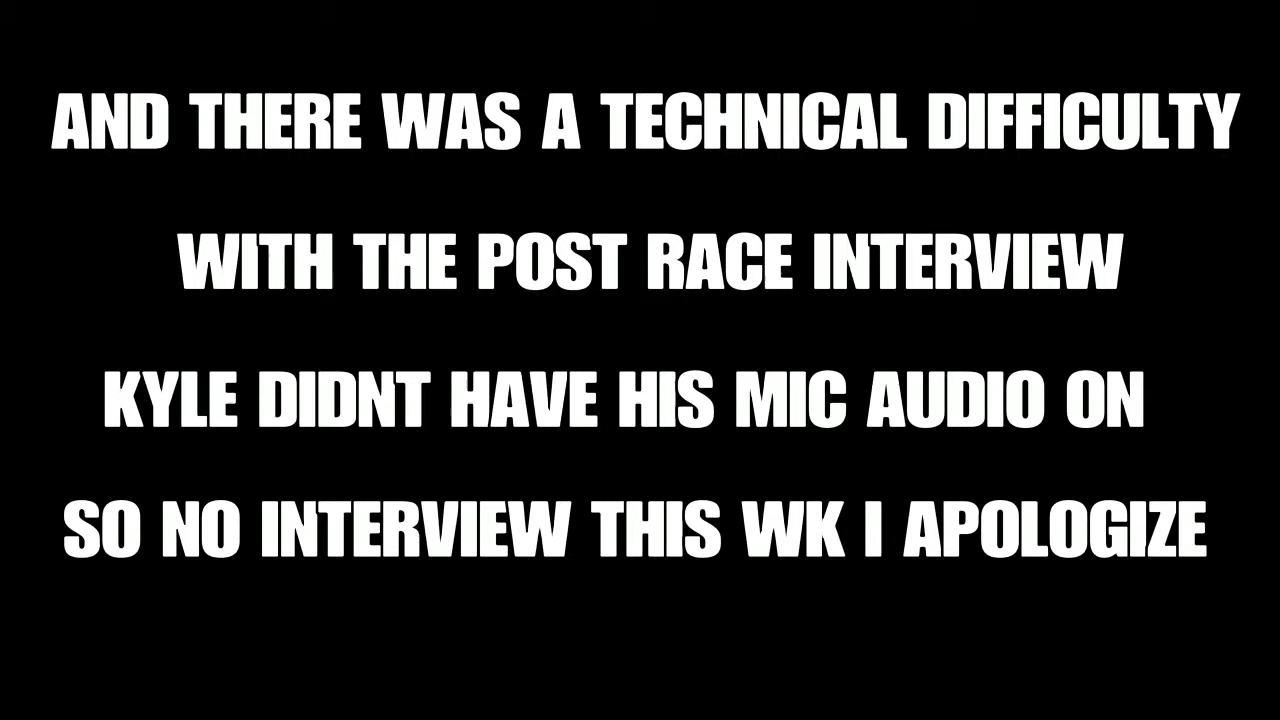 AND THERE WAS A TECHNICAL DIFFICULTY
WITH THE POST RACE INTERVIEW
KYLE DIDNT HAVE HIS MIC AUDIO ON
SO NO INTERVIEW THIS WK I APOLOGIZE